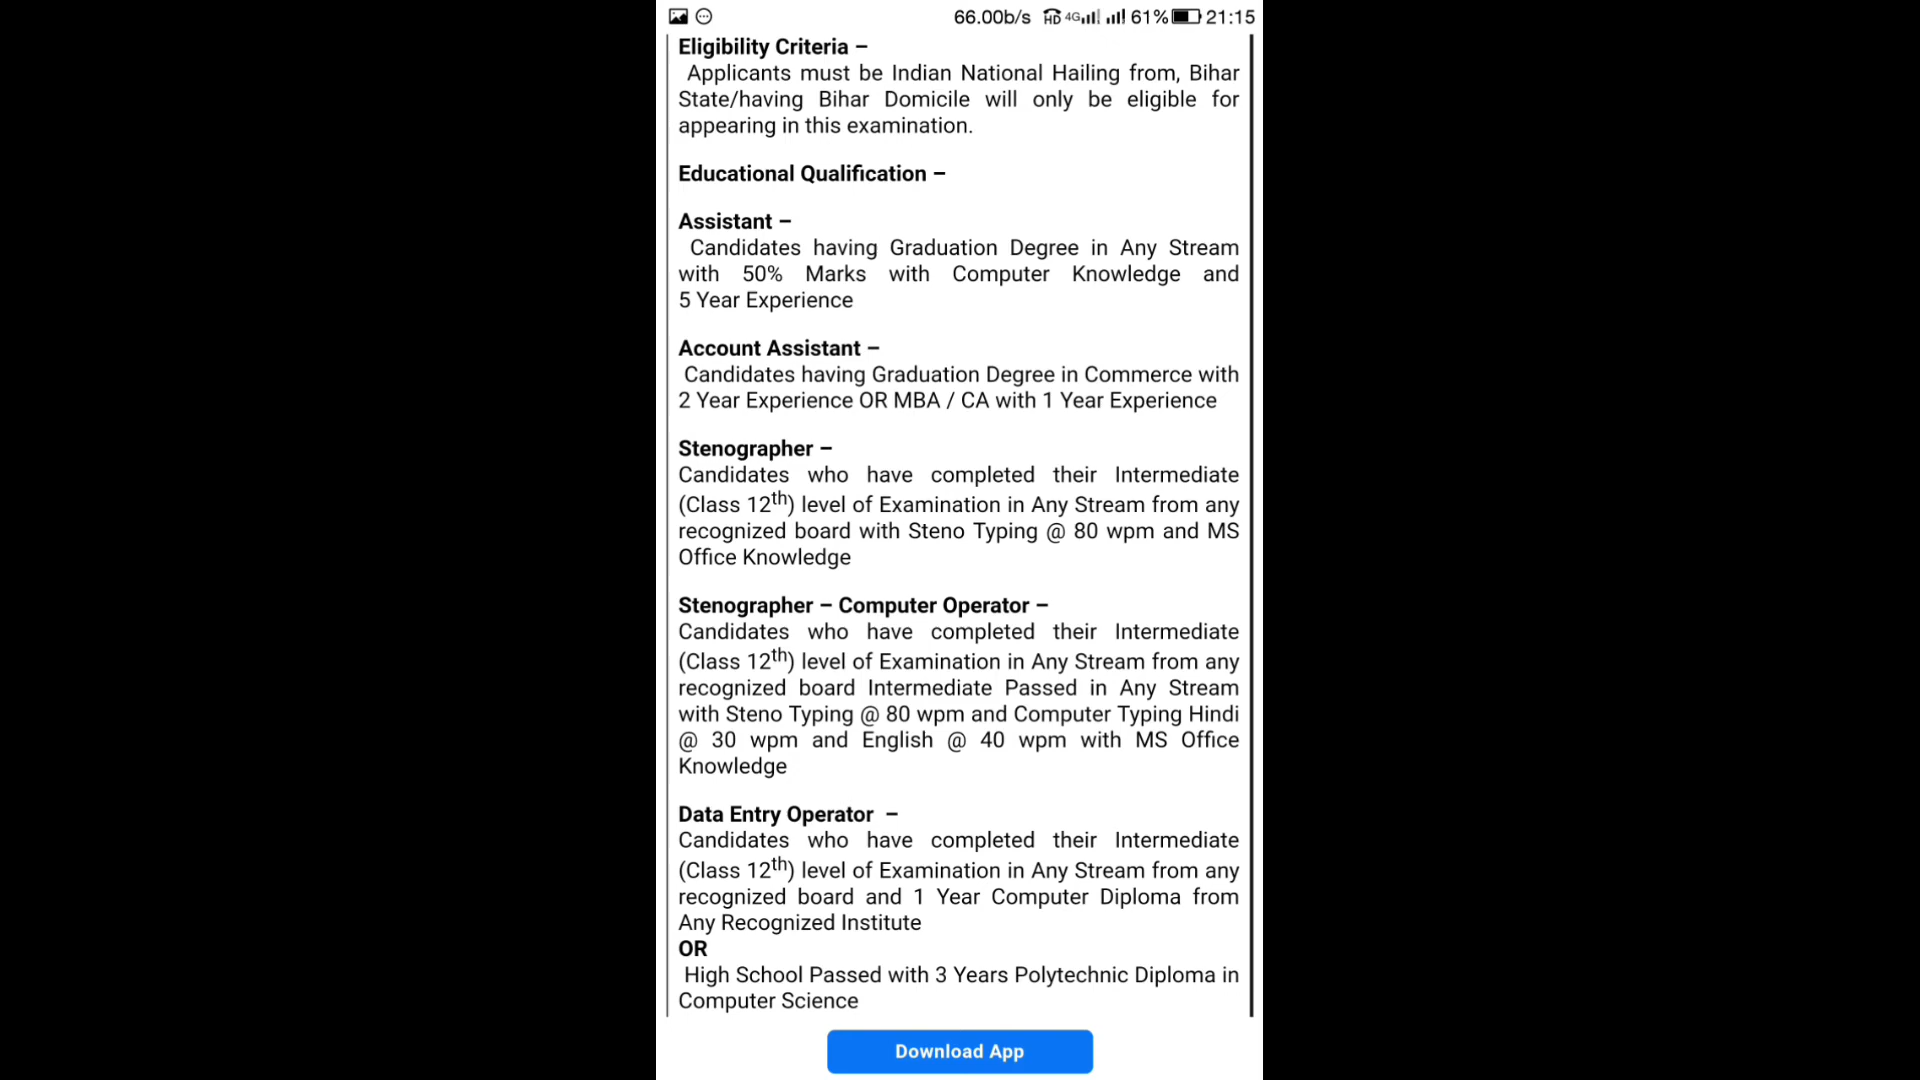 66.00b/s HD 4G 61% 21:15
Eligibility Criteria –
Applicants must be Indian National Hailing from, Bihar
State/having Bihar Domicile will only be eligible for
appearing in this examination.
Educational Qualification –
Assistant –
Candidates having Graduation Degree in Any Stream
with 50% Marks with Computer Knowledge and
5 Year Experience
Account Assistant –
Candidates having Graduation Degree in Commerce with
2 Year Experience OR MBA / CA with 1 Year Experience
Stenographer –
Candidates who have completed their Intermediate
(Class 12th) level of Examination in Any Stream from any
recognized board with Steno Typing @ 80 wpm and MS
Office Knowledge
Stenographer – Computer Operator –
Candidates who have completed their Intermediate
(Class 12th) level of Examination in Any Stream from any
recognized board Intermediate Passed in Any Stream
with Steno Typing @ 80 wpm and Computer Typing Hindi
@ 30 wpm and English @ 40 wpm with MS Office
Knowledge
Data Entry Operator –
Candidates who have completed their Intermediate
(Class 12th) level of Examination in Any Stream from any
recognized board and 1 Year Computer Diploma from
Any Recognized Institute
OR
High School Passed with 3 Years Polytechnic Diploma in
Computer Science
Download App